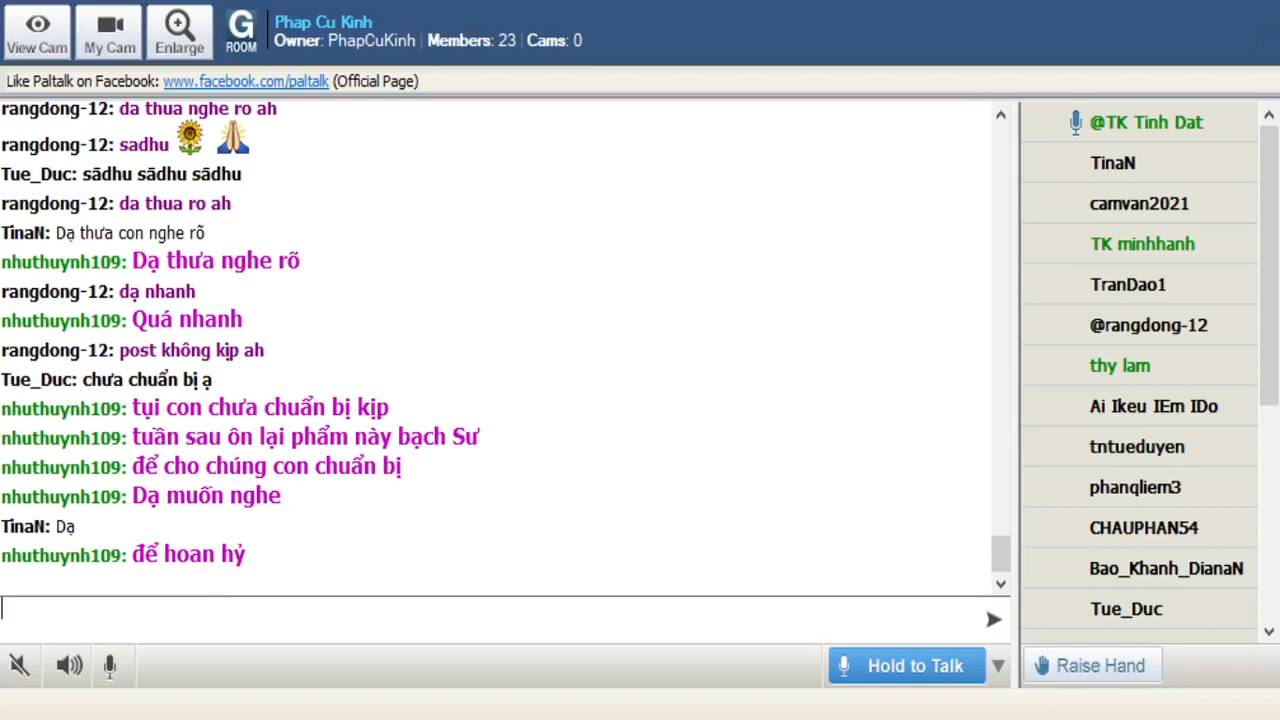 View Cam
My Cam
Enlarge
G
ROOM
Phap Cu Kinh
Owner: PhapCuKinh | Members: 23 | Cams: 0
Like Paltalk on Facebook: www.facebook.com/paltalk (Official Page)
rangdong-12: da thua nghe ro ah
rangdong-12: sadhu
Tue_Duc: sādhu sādhu sādhu
rangdong-12: da thua ro ah
TinaN: Dạ thưa con nghe rõ
nhuthuynh109: Dạ thưa nghe rõ
rangdong-12: dạ nhanh
nhuthuynh109: Quá nhanh
rangdong-12: post không kịp ah
Tue_Duc: chưa chuẩn bị ạ
nhuthuynh109: tụi con chưa chuẩn bị kịp
nhuthuynh109: tuần sau ôn lại phẩm này bạch Sư
nhuthuynh109: để cho chúng con chuẩn bị
nhuthuynh109: Dạ muốn nghe
TinaN: Dạ
nhuthuynh109: để hoan hỷ
@TK Tinh Dat
TinaN
camvan2021
TK minhhanh
TranDao1
@rangdong-12
thy lam
Ai Ikeu IEm IDo
tntueduyen
phanqliem3
CHAUPHAN54
Bao_Khanh_DianaN
Tue_Duc
Hold to Talk
Raise Hand